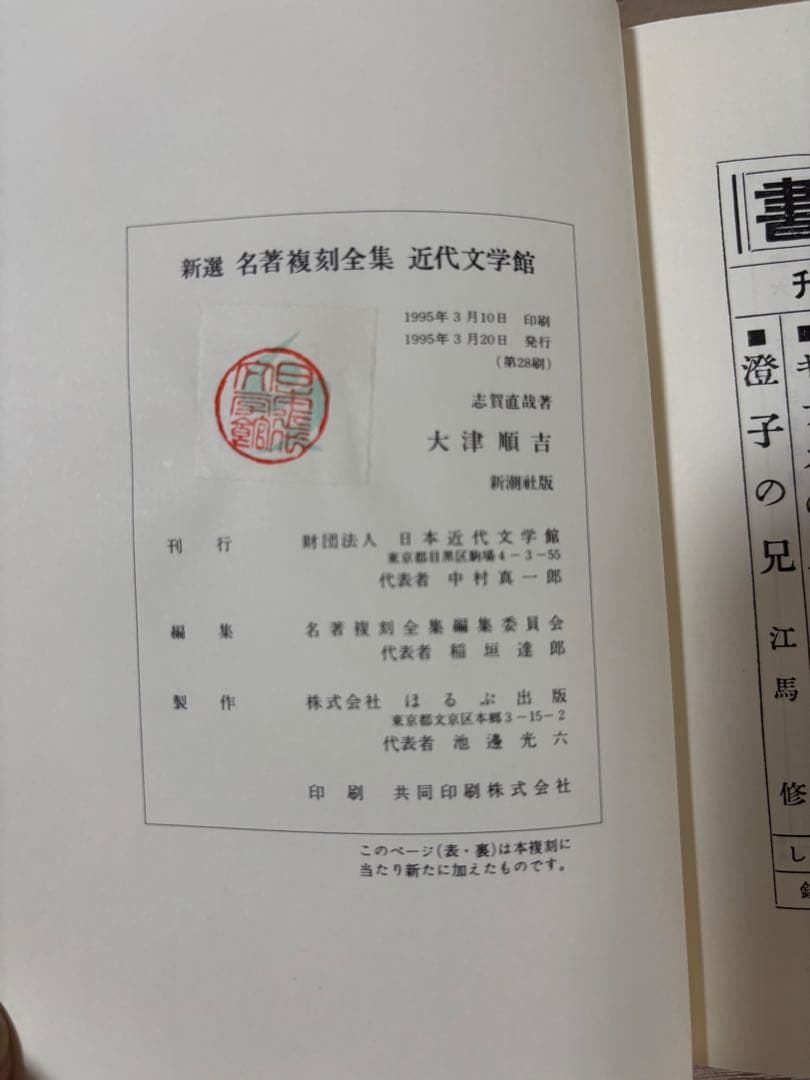 新選 名著複刻全集 近代文学館
1995年3月10日 印刷
1995年3月20日 発行
(第28刷)
志賀直哉著
大津順吉
新潮社版
刊行 財団法人 日本近代文学館
東京都目黒区駒場4-3-55
代表者 中村真一郎
編集 名著複刻全集編集委員会
代表者 稲垣達郎
製作 株式会社 ほるぷ出版
東京都文京区本郷3-15-2
代表者 池邊光六
印刷 共同印刷株式会社
このページ(表・裏)は本複刻に
当たり新たに加えたものです。
書
■澄子の兄 江馬 修